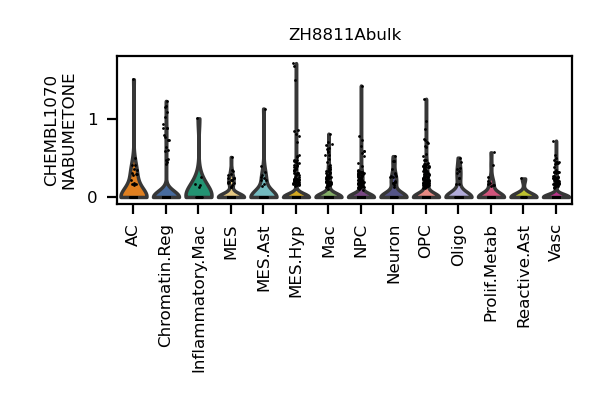 ZH8811Abulk
CHEMBL1070
NABUMETONE
1
0
AC
Chromatin.Reg
Inflammatory.Mac
MES
MES.Ast
MES.Hyp
Mac
NPC
Neuron
OPC
Oligo
Prolif.Metab
Reactive.Ast
Vasc